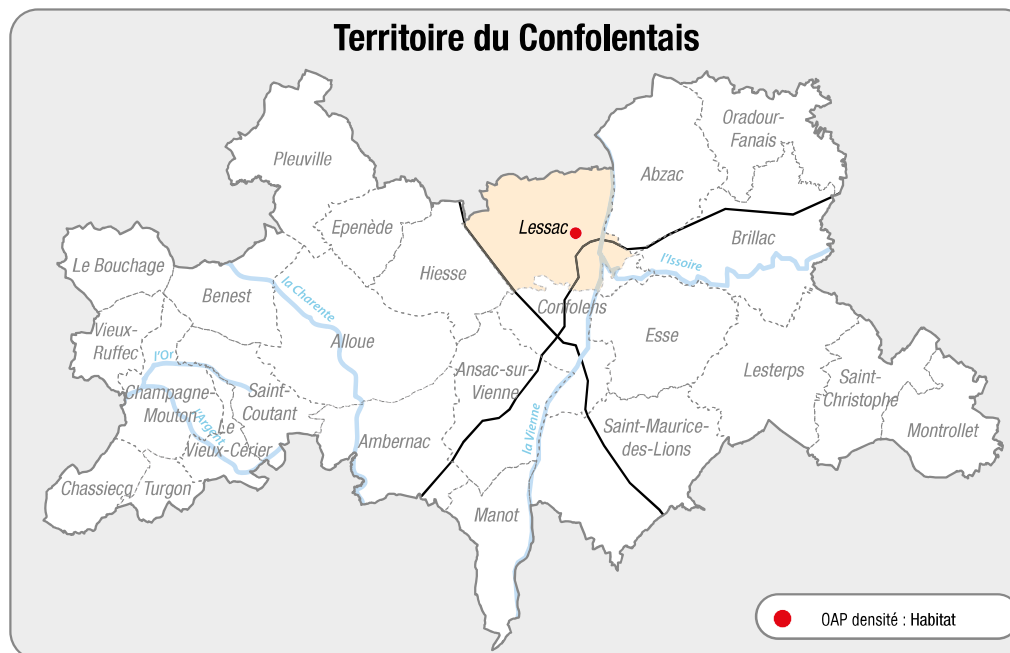 Territoire du Confolentais
Oradour-
Fanais
Pleuville
Abzac
Epenède
Lessac
Brillac
Le Bouchage
Hiesse
l'Issoire
Benest
la Charente
Confolens
Vieux-
Ruffec
Alloue
Esse
l'Or
Ansac-sur-
Vienne
Lesterps
Saint-
Christophe
Champagne-
Mouton
Saint-
Coutant
l'Argent
Le
Vieux-Cérier
Ambernac
la Vienne
Saint-Maurice-
des-Lions
Montrollet
Chassiecq
Turgon
Manot
OAP densité : Habitat